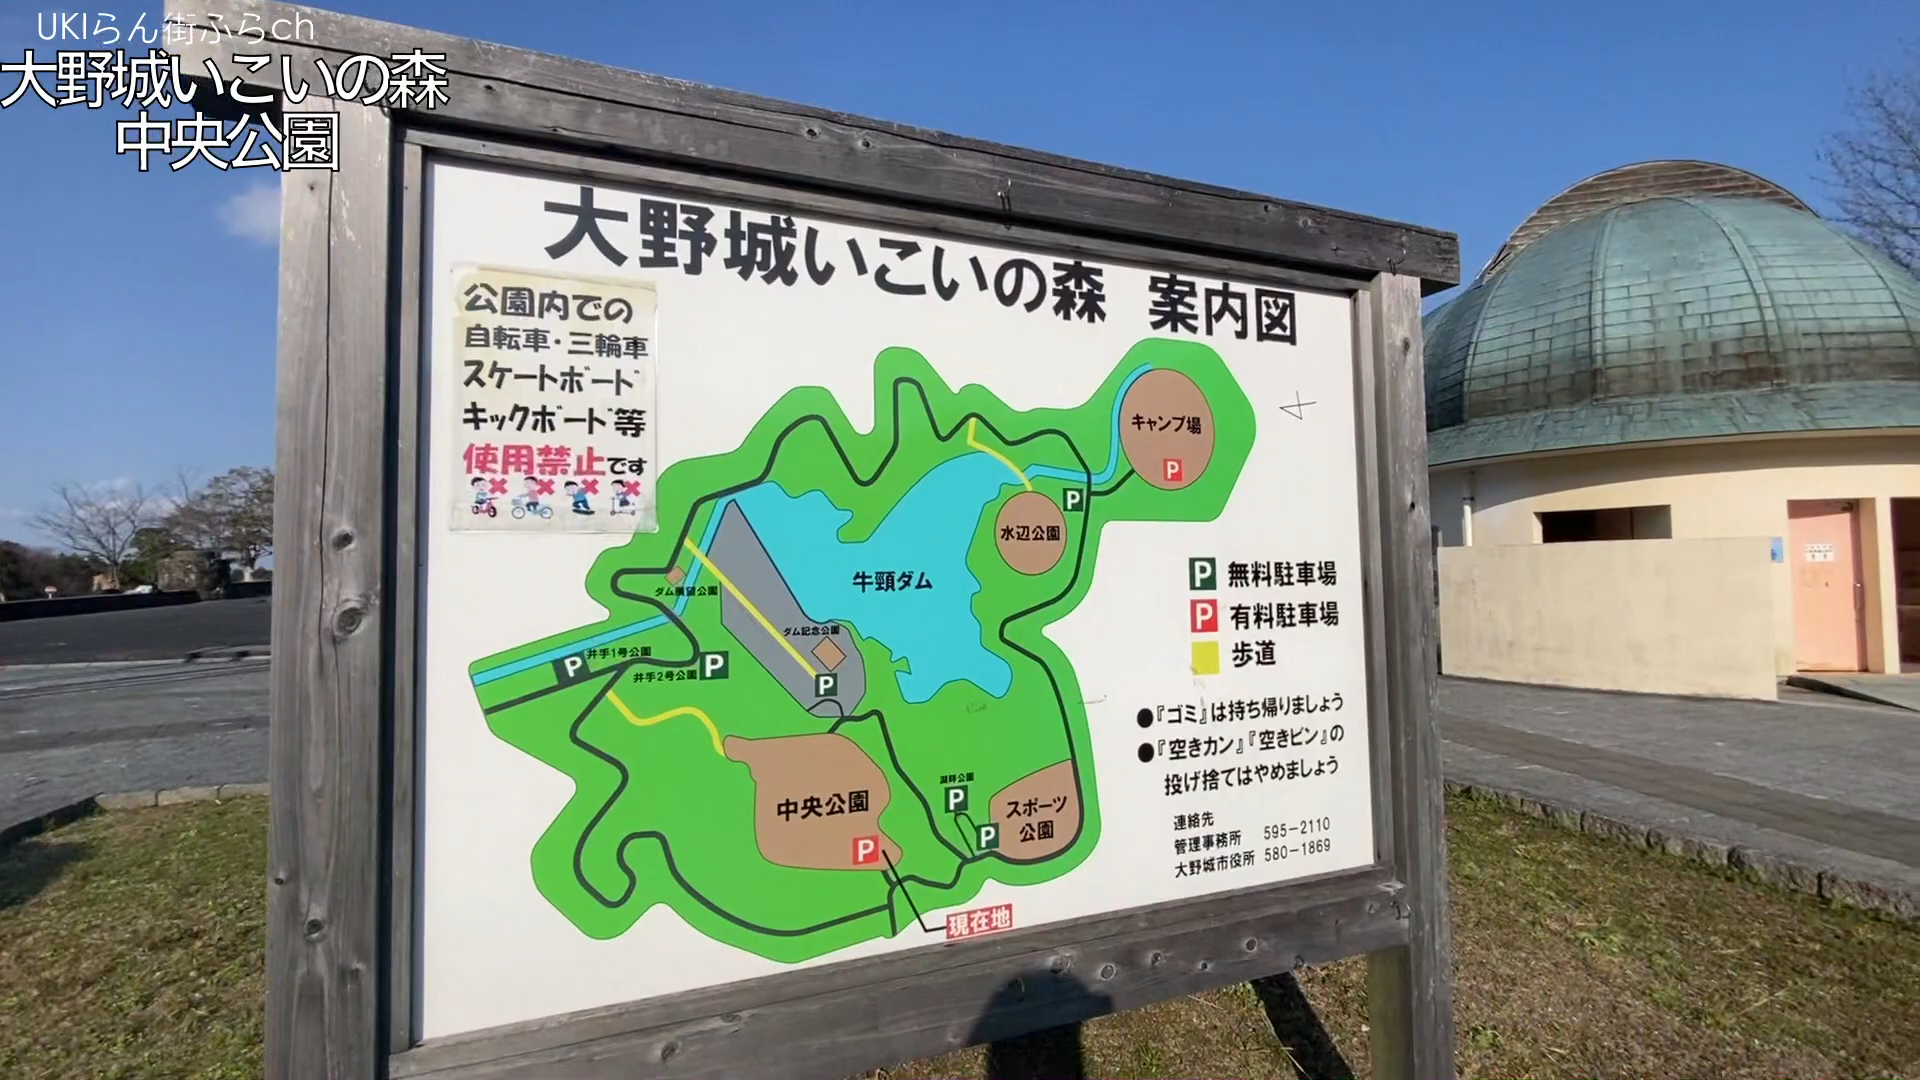 UKIらん街ふらch
大野城いこいの森
中央公園
大野城いこいの森 案内図
公園内での
自転車・三輪車
スケートボード
キックボード等
使用禁止です
キャンプ場
P
P
水辺公園
牛頸ダム
ダム展望公園
ダム記念公園
P
井手1号公園
P
井手2号公園
P
中央公園
P
湖畔公園
P
P
スポーツ
公園
現在地
P 無料駐車場
P 有料駐車場
歩道
●『ゴミ』は持ち帰りましょう
●『空きカン』『空きビン』の
投げ捨てはやめましょう
連絡先
管理事務所 595-2110
大野城市役所 580-1869